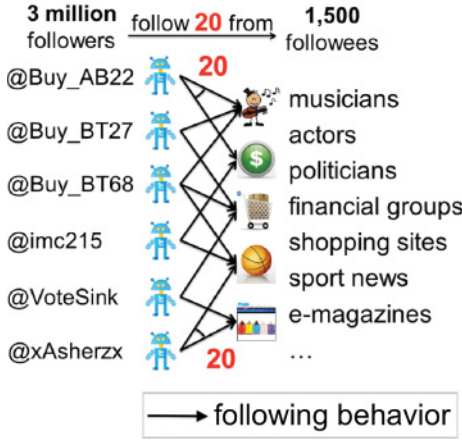 3 million
followers
follow 20 from
1,500
followees
20
@Buy_AB22
@Buy_BT27
@Buy_BT68
@imc215
@VoteSink
@xAsherzx
$
musicians
actors
politicians
financial groups
shopping sites
sport news
e-magazines
...
20
following behavior